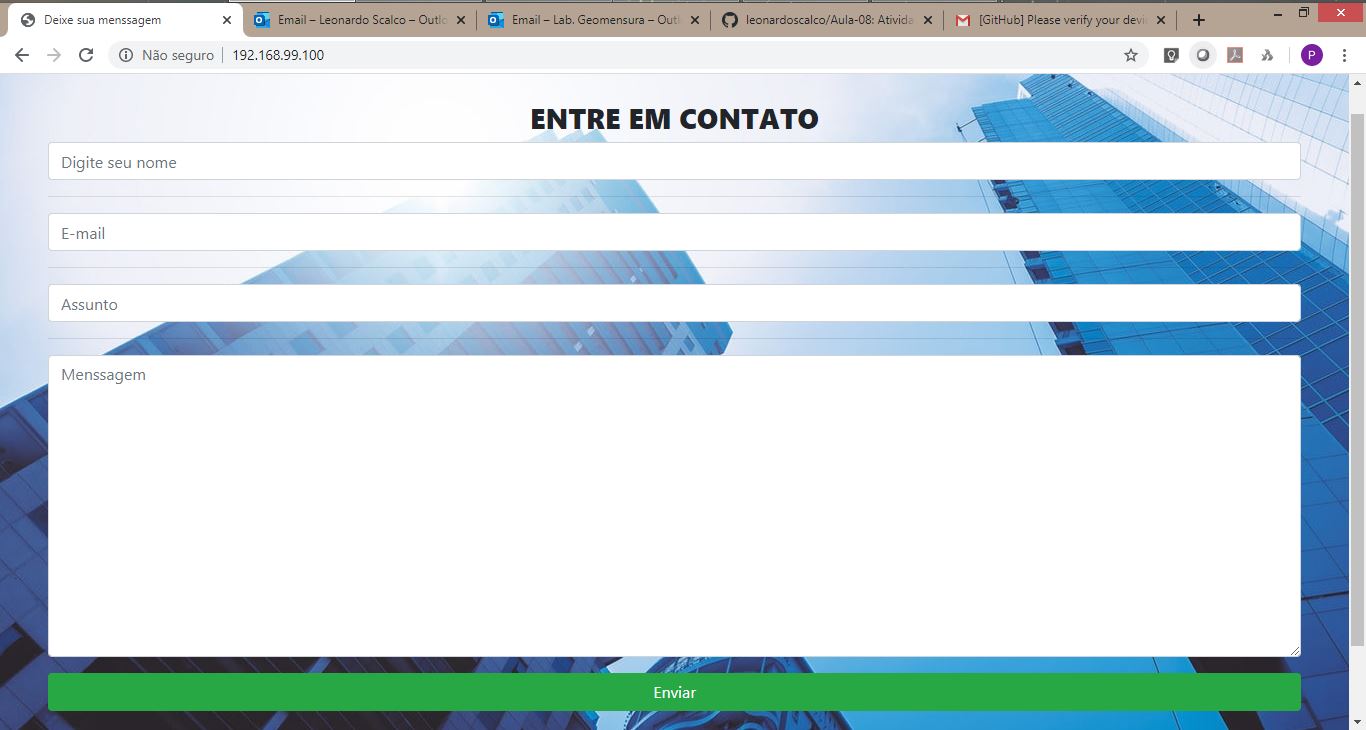 Deixe sua menssagem
Email – Leonardo Scalco – Outlo
Email – Lab. Geomensura – Outl
leonardoscalco/Aula-08: Ativida
[GitHub] Please verify your devi
Não seguro
192.168.99.100
P
ENTRE EM CONTATO
Digite seu nome
E-mail
Assunto
Menssagem
Enviar